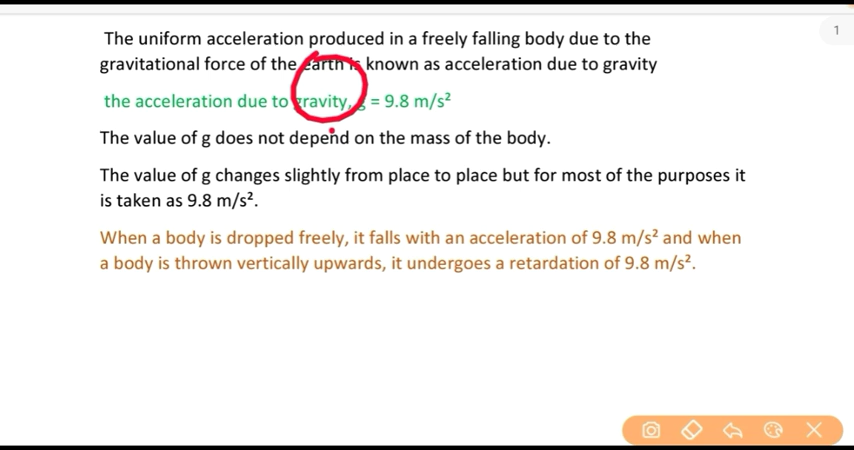 1
The uniform acceleration produced in a freely falling body due to the
gravitational force of the earth is known as acceleration due to gravity
the acceleration due to gravity, g = 9.8 m/s²
The value of g does not depend on the mass of the body.
The value of g changes slightly from place to place but for most of the purposes it
is taken as 9.8 m/s².
When a body is dropped freely, it falls with an acceleration of 9.8 m/s² and when
a body is thrown vertically upwards, it undergoes a retardation of 9.8 m/s².